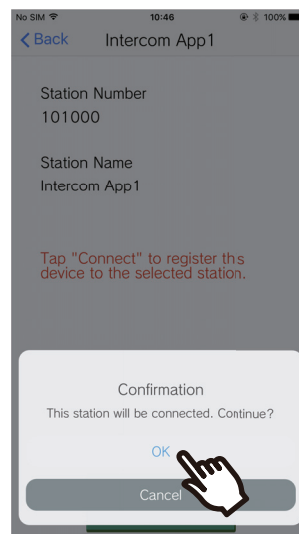 No SIM 10:46 100%
Back Intercom App1
Station Number
101000
Station Name
Intercom App1
Tap "Connect" to register ths
device to the selected station.
Confirmation
This station will be connected. Continue?
OK
Cancel